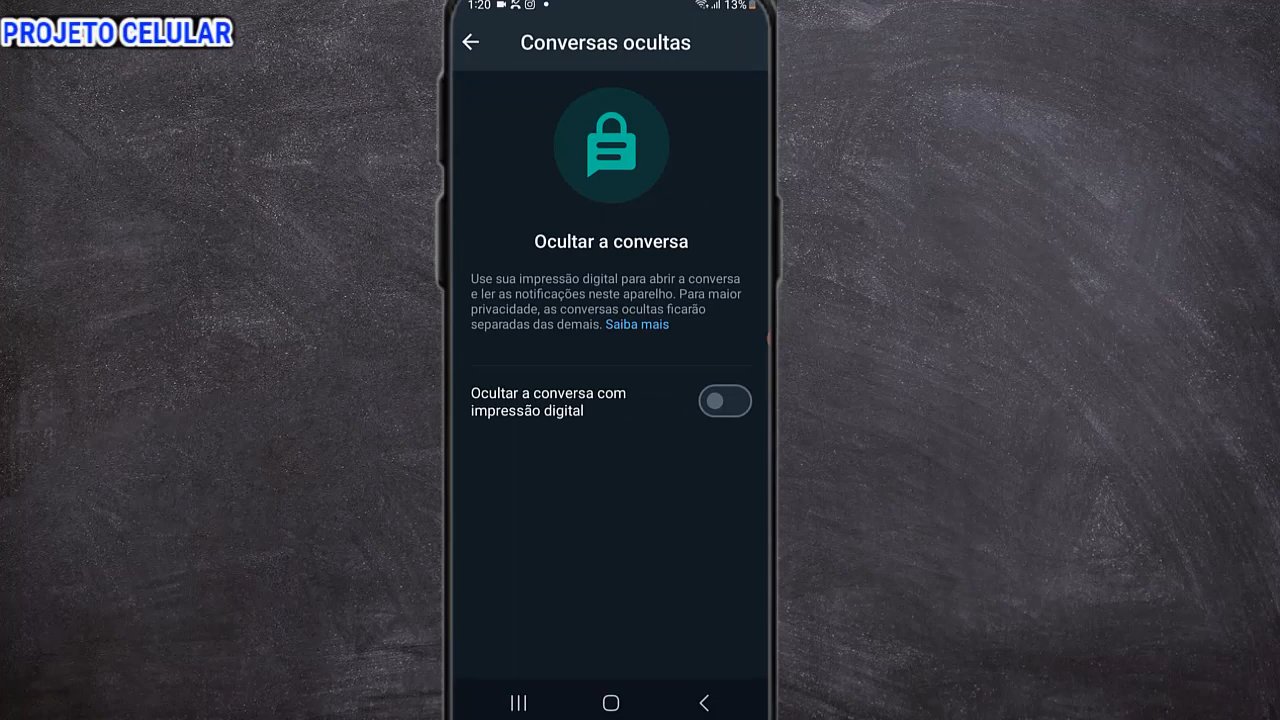 PROJETO CELULAR
1:20
13%
Conversas ocultas
Ocultar a conversa
Use sua impressão digital para abrir a conversa
e ler as notificações neste aparelho. Para maior
privacidade, as conversas ocultas ficarão
separadas das demais. Saiba mais
Ocultar a conversa com
impressão digital